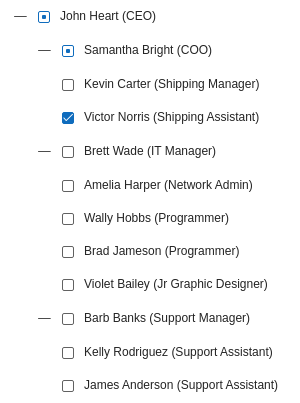 John Heart (CEO)
Samantha Bright (COO)
Kevin Carter (Shipping Manager)
Victor Norris (Shipping Assistant)
Brett Wade (IT Manager)
Amelia Harper (Network Admin)
Wally Hobbs (Programmer)
Brad Jameson (Programmer)
Violet Bailey (Jr Graphic Designer)
Barb Banks (Support Manager)
Kelly Rodriguez (Support Assistant)
James Anderson (Support Assistant)